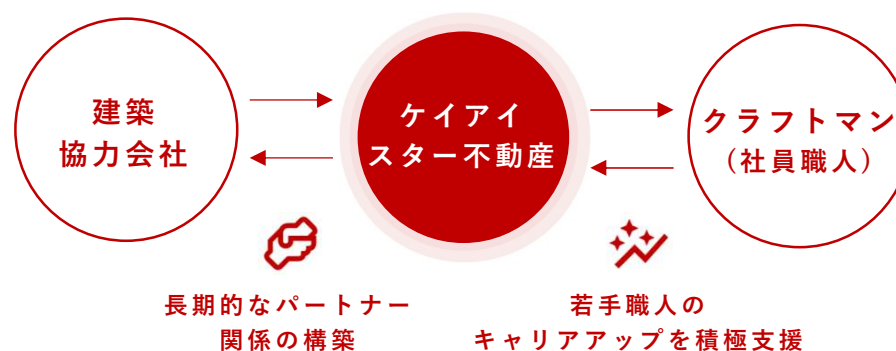 建築
協力会社
ケイアイ
スター不動産
クラフトマン
(社員職人)
長期的なパートナー
関係の構築
若手職人の
キャリアアップを積極支援